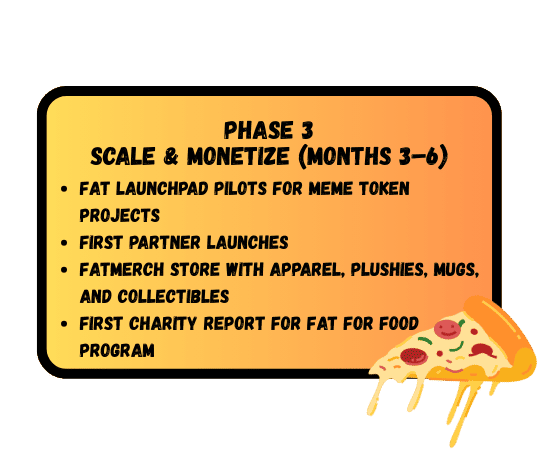 PHASE 3
SCALE & MONETIZE (MONTHS 3–6)
• FAT LAUNCHPAD PILOTS FOR MEME TOKEN
PROJECTS
• FIRST PARTNER LAUNCHES
• FATMERCH STORE WITH APPAREL, PLUSHIES, MUGS,
AND COLLECTIBLES
• FIRST CHARITY REPORT FOR FAT FOR FOOD
PROGRAM